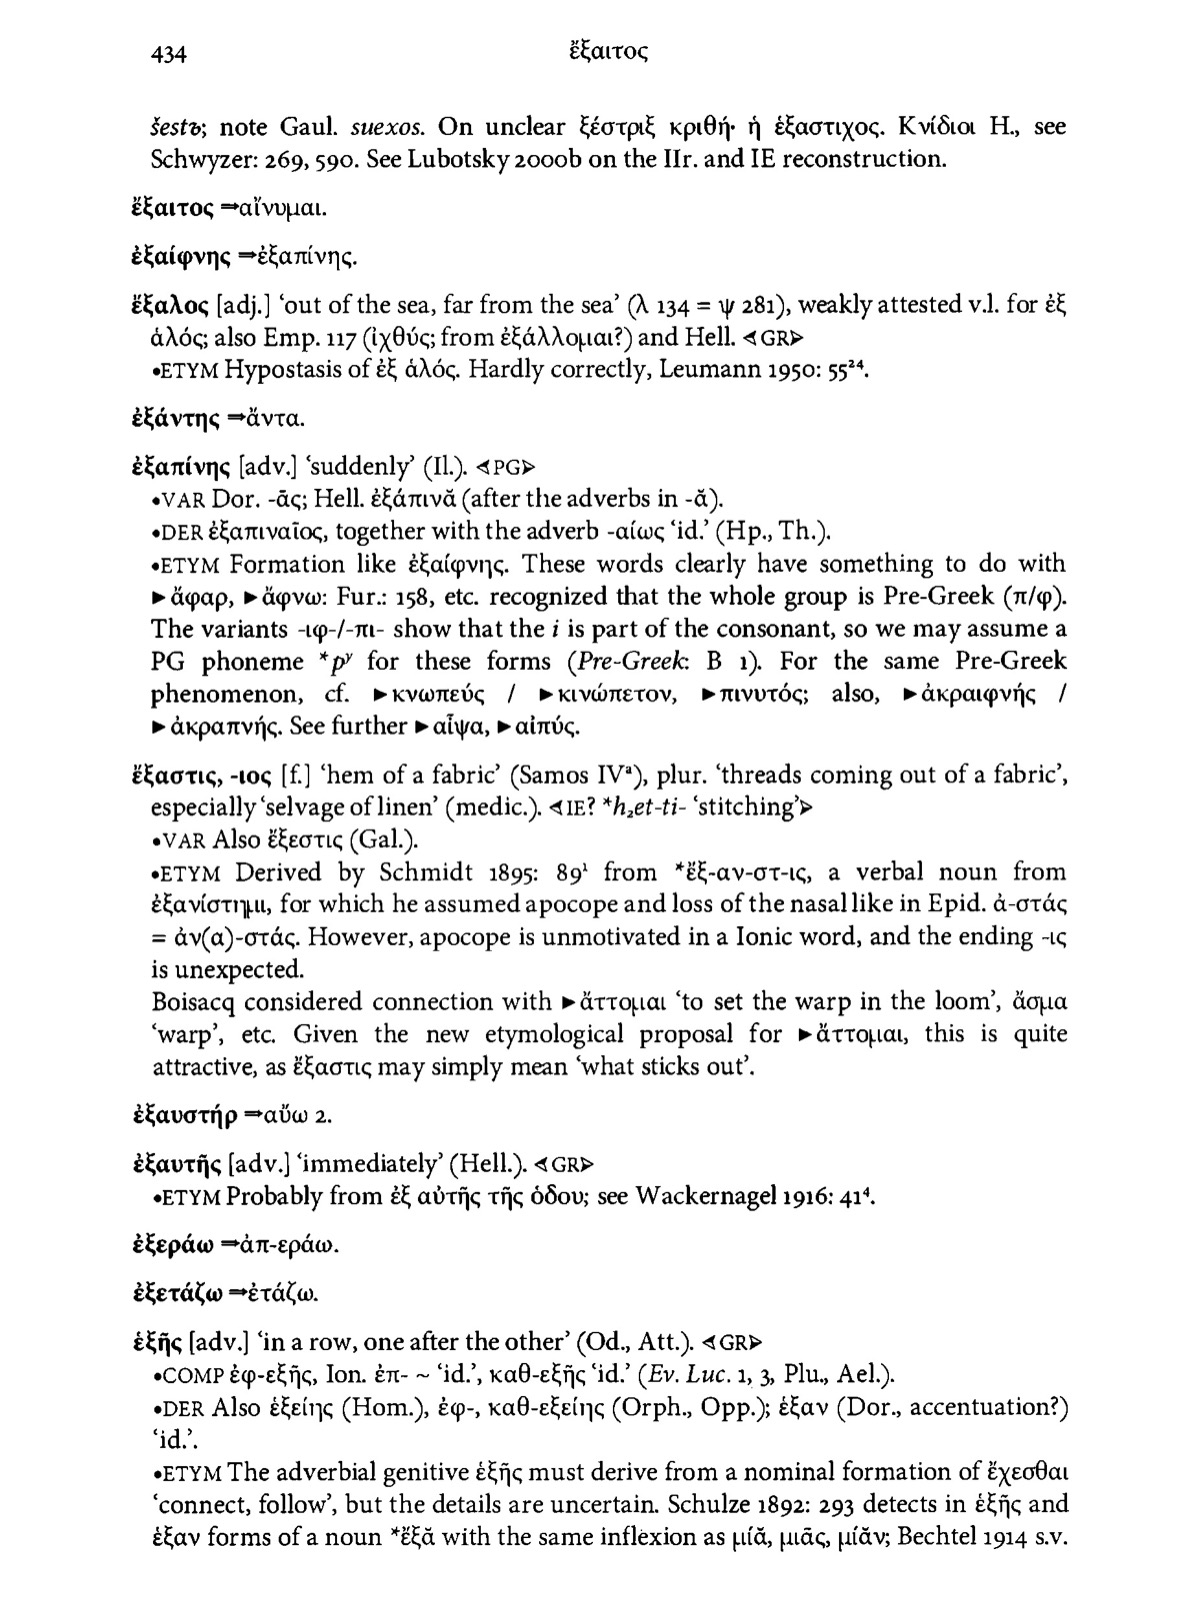 434 ἔξαιτος
šestь; note Gaul. suexos. On unclear ξέστριξ κριθή· ἡ ἑξαστιχος. Κνίδιοι H., see
Schwyzer: 269, 590. See Lubotsky 2000b on the IIr. and IE reconstruction.
ἔξαιτος ⇒αἴνυμαι.
ἐξαίφνης ⇒ἐξαπίνης.
ἔξαλος [adj.] ‘out of the sea, far from the sea’ (λ 134 = ψ 281), weakly attested v.l. for ἐξ
ἁλός; also Emp. 117 (ἰχθύς; from ἐξάλλομαι?) and Hell. ◁GR▷
•ETYM Hypostasis of ἐξ ἁλός. Hardly correctly, Leumann 1950: 55²⁴.
ἐξάντης ⇒ἄντα.
ἐξαπίνης [adv.] ‘suddenly’ (Il.). ◁PG▷
•VAR Dor. -ᾱς; Hell. ἐξάπινᾰ (after the adverbs in -ᾰ).
•DER ἐξαπιναῖος, together with the adverb -αίως ‘id.’ (Hp., Th.).
•ETYM Formation like ἐξαίφνης. These words clearly have something to do with
►ἄφαρ, ►ἄφνω: Fur.: 158, etc. recognized that the whole group is Pre-Greek (π/φ).
The variants -ιφ-/-πι- show that the i is part of the consonant, so we may assume a
PG phoneme *pʸ for these forms (Pre-Greek: B 1). For the same Pre-Greek
phenomenon, cf. ►κνωπεύς / ►κινώπετον, ►πινυτός; also, ►ἀκραιφνής /
►ἀκραπνής. See further ►αἶψα, ►αἰπύς.
ἔξαστις, -ιος [f.] ‘hem of a fabric’ (Samos IVᵃ), plur. ‘threads coming out of a fabric’,
especially ‘selvage of linen’ (medic.). ◁IE? *h₂et-ti- ‘stitching’▷
•VAR Also ἔξεστις (Gal.).
•ETYM Derived by Schmidt 1895: 89¹ from *ἔξ-αν-στ-ις, a verbal noun from
ἐξανίστημι, for which he assumed apocope and loss of the nasal like in Epid. ἀ-στάς
= ἀν(α)-στάς. However, apocope is unmotivated in a Ionic word, and the ending -ις
is unexpected.
Boisacq considered connection with ►ἄττομαι ‘to set the warp in the loom’, ἄσμα
‘warp’, etc. Given the new etymological proposal for ►ἄττομαι, this is quite
attractive, as ἔξαστις may simply mean ‘what sticks out’.
ἐξαυστήρ ⇒αὔω 2.
ἐξαυτῆς [adv.] ‘immediately’ (Hell.). ◁GR▷
•ETYM Probably from ἐξ αὐτῆς τῆς ὁδου; see Wackernagel 1916: 41⁴.
ἐξεράω ⇒ἀπ-εράω.
ἐξετάζω ⇒ἐτάζω.
ἑξῆς [adv.] ‘in a row, one after the other’ (Od., Att.). ◁GR▷
•COMP ἐφ-εξῆς, Ion. ἐπ- ~ ‘id.’, καθ-εξῆς ‘id.’ (Ev. Luc. 1, 3, Plu., Ael.).
•DER Also ἑξείης (Hom.), ἐφ-, καθ-εξείης (Orph., Opp.); ἑξαν (Dor., accentuation?)
‘id.’.
•ETYM The adverbial genitive ἑξῆς must derive from a nominal formation of ἔχεσθαι
‘connect, follow’, but the details are uncertain. Schulze 1892: 293 detects in ἑξῆς and
ἑξαν forms of a noun *ἕξᾰ with the same inflexion as μίᾰ, μιᾶς, μίᾰν; Bechtel 1914 s.v.